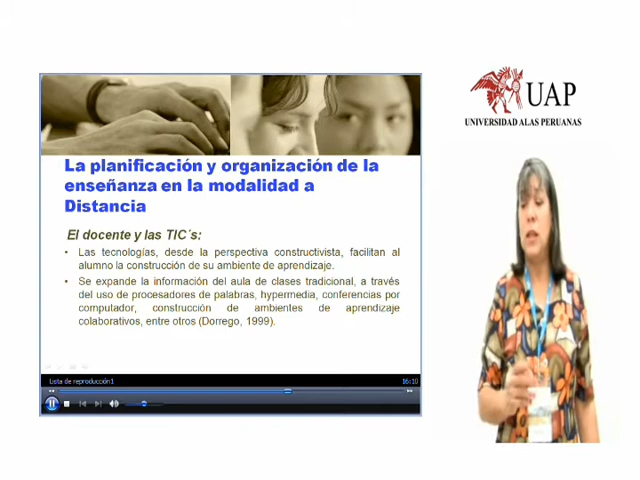 La planificación y organización de la
enseñanza en la modalidad a
Distancia
El docente y las TIC´s:
• Las tecnologías, desde la perspectiva constructivista, facilitan al
alumno la construcción de su ambiente de aprendizaje.
• Se expande la información del aula de clases tradicional, a través
del uso de procesadores de palabras, hypermedia, conferencias por
computador, construcción de ambientes de aprendizaje
colaborativos, entre otros (Dorrego, 1999).
Lista de reproducción1
16:10
UAP
UNIVERSIDAD ALAS PERUANAS